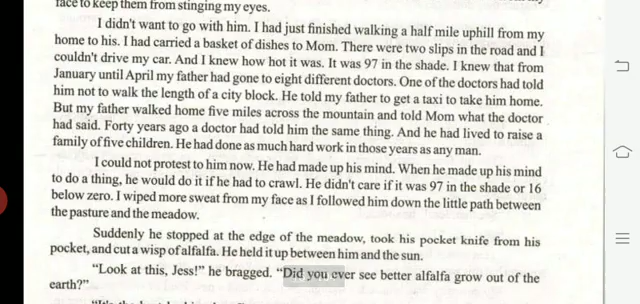 face to keep them from stinging my eyes.
I didn't want to go with him. I had just finished walking a half mile uphill from my
home to his. I had carried a basket of dishes to Mom. There were two slips in the road and I
couldn't drive my car. And I knew how hot it was. It was 97 in the shade. I knew that from
January until April my father had gone to eight different doctors. One of the doctors had told
him not to walk the length of a city block. He told my father to get a taxi to take him home.
But my father walked home five miles across the mountain and told Mom what the doctor
had said. Forty years ago a doctor had told him the same thing. And he had lived to raise a
family of five children. He had done as much hard work in those years as any man.
I could not protest to him now. He had made up his mind. When he made up his mind
to do a thing, he would do it if he had to crawl. He didn't care if it was 97 in the shade or 16
below zero. I wiped more sweat from my face as I followed him down the little path between
the pasture and the meadow.
Suddenly he stopped at the edge of the meadow, took his pocket knife from his
pocket, and cut a wisp of alfalfa. He held it up between him and the sun.
"Look at this, Jess!" he bragged. "Did you ever see better alfalfa grow out of the
earth?"